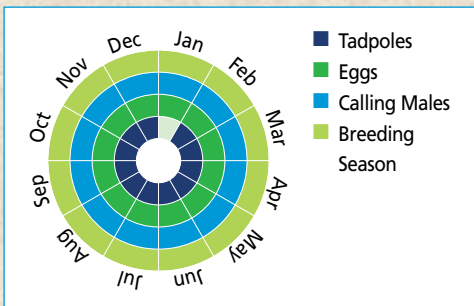 Jan
Feb
Mar
Apr
May
Jun
Jul
Aug
Sep
Oct
Nov
Dec
Tadpoles
Eggs
Calling Males
Breeding
Season